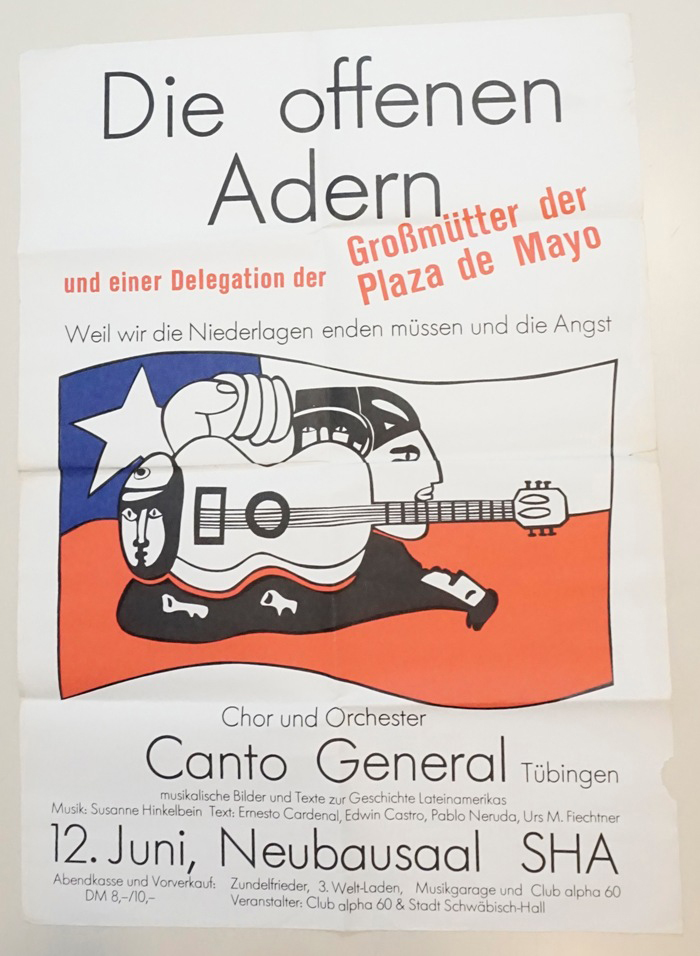 Die offenen
Adern
und einer Delegation der Großmütter der
Plaza de Mayo
Weil wir die Niederlagen enden müssen und die Angst
Chor und Orchester
Canto General Tübingen
musikalische Bilder und Texte zur Geschichte Lateinamerikas
Musik: Susanne Hinkelbein Text: Ernesto Cardenal, Edwin Castro, Pablo Neruda, Urs M. Fiechtner
12. Juni, Neubausaal SHA
Abendkasse und Vorverkauf: Zundelfrieder, 3. Welt-Laden, Musikgarage und Club alpha 60
DM 8,-/10,- Veranstalter: Club alpha 60 & Stadt Schwäbisch-Hall